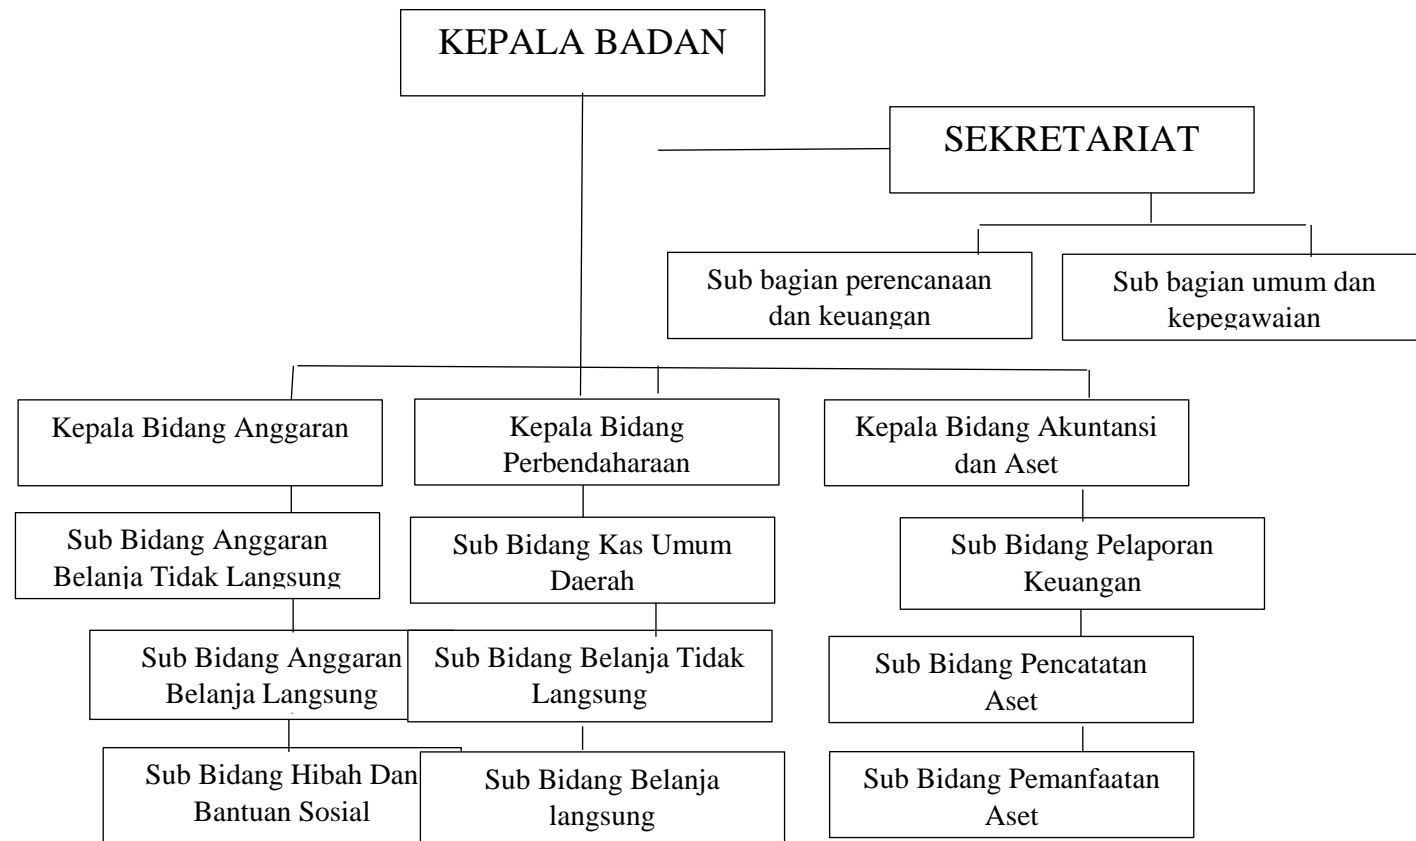 KEPALA BADAN
SEKRETARIAT
Sub bagian perencanaan
dan keuangan
Sub bagian umum dan
kepegawaian
Kepala Bidang Anggaran
Kepala Bidang
Perbendaharaan
Kepala Bidang Akuntansi
dan Aset
Sub Bidang Anggaran
Belanja Tidak Langsung
Sub Bidang Kas Umum
Daerah
Sub Bidang Pelaporan
Keuangan
Sub Bidang Anggaran
Belanja Langsung
Sub Bidang Belanja Tidak
Langsung
Sub Bidang Pencatatan
Aset
Sub Bidang Hibah Dan
Bantuan Sosial
Sub Bidang Belanja
langsung
Sub Bidang Pemanfaatan
Aset